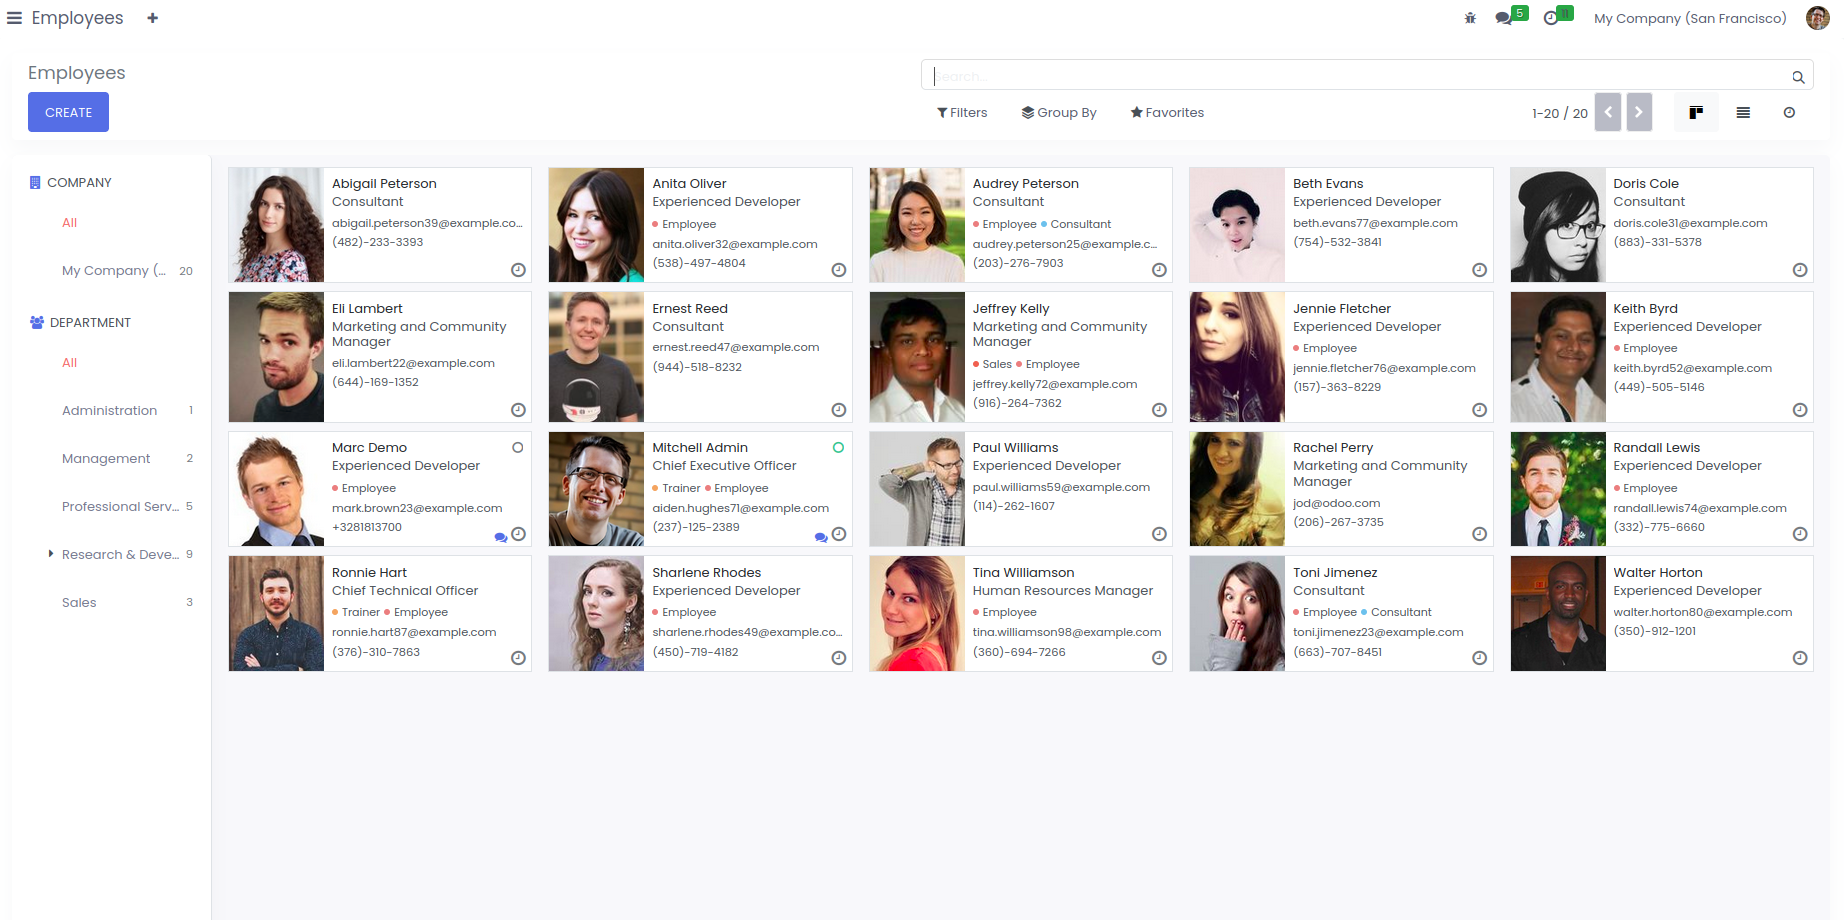 Employees
5
11
My Company (San Francisco)
Employees
Search...
CREATE
Filters
Group By
Favorites
1-20 / 20
COMPANY
All
My Company (... 20
DEPARTMENT
All
Administration 1
Management 2
Professional Serv... 5
Research & Deve... 9
Sales 3
Abigail Peterson
Consultant
abigail.peterson39@example.co...
(482)-233-3393
Anita Oliver
Experienced Developer
Employee
anita.oliver32@example.com
(538)-497-4804
Audrey Peterson
Consultant
Employee Consultant
audrey.peterson25@example.c...
(203)-276-7903
Beth Evans
Experienced Developer
beth.evans77@example.com
(754)-532-3841
Doris Cole
Consultant
doris.cole31@example.com
(883)-331-5378
Eli Lambert
Marketing and Community
Manager
eli.lambert22@example.com
(644)-169-1352
Ernest Reed
Consultant
ernest.reed47@example.com
(944)-518-8232
Jeffrey Kelly
Marketing and Community
Manager
Sales Employee
jeffrey.kelly72@example.com
(916)-264-7362
Jennie Fletcher
Experienced Developer
Employee
jennie.fletcher76@example.com
(157)-363-8229
Keith Byrd
Experienced Developer
Employee
keith.byrd52@example.com
(449)-505-5146
Marc Demo
Experienced Developer
Employee
mark.brown23@example.com
+3281813700
Mitchell Admin
Chief Executive Officer
Trainer Employee
aiden.hughes71@example.com
(237)-125-2389
Paul Williams
Experienced Developer
paul.williams59@example.com
(114)-262-1607
Rachel Perry
Marketing and Community
Manager
jod@odoo.com
(206)-267-3735
Randall Lewis
Experienced Developer
Employee
randall.lewis74@example.com
(332)-775-6660
Ronnie Hart
Chief Technical Officer
Trainer Employee
ronnie.hart87@example.com
(376)-310-7863
Sharlene Rhodes
Experienced Developer
Employee
sharlene.rhodes49@example.co...
(450)-719-4182
Tina Williamson
Human Resources Manager
Employee
tina.williamson98@example.com
(360)-694-7266
Toni Jimenez
Consultant
Employee Consultant
toni.jimenez23@example.com
(663)-707-8451
Walter Horton
Experienced Developer
walter.horton80@example.com
(350)-912-1201